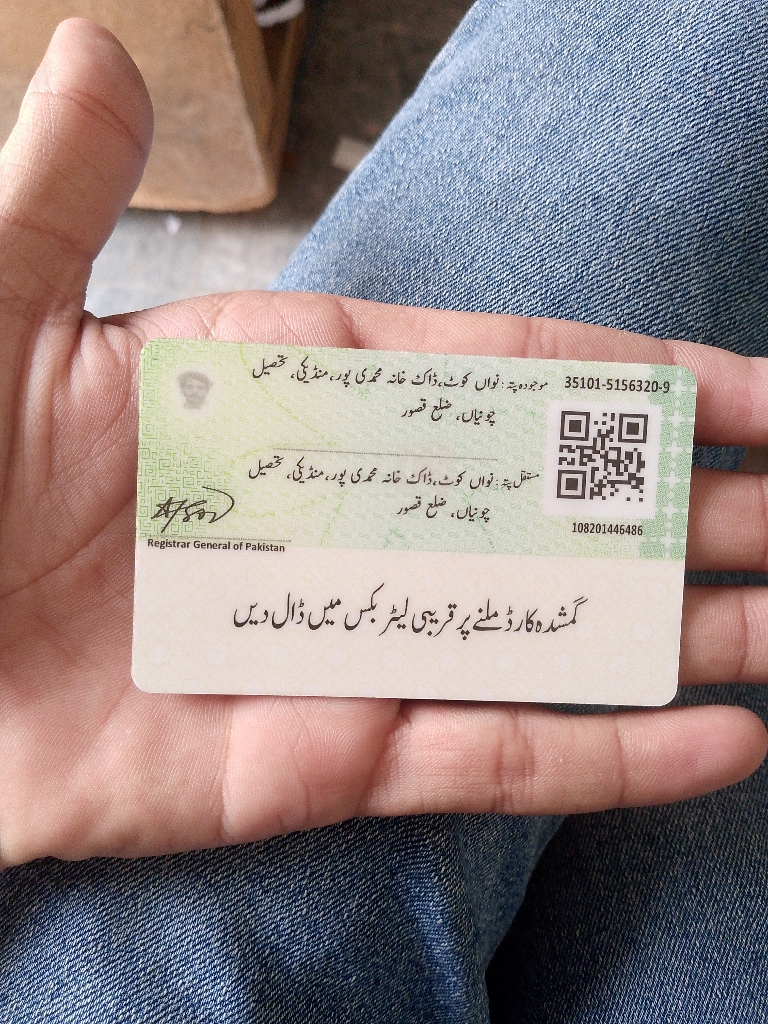 35101-5156320-9
موجودہ پتہ: نواں کوٹ، ڈاک خانہ محمدی پور، منڈیکی، تحصیل
چونیاں، ضلع قصور
مستقل پتہ: نواں کوٹ، ڈاک خانہ محمدی پور، منڈیکی، تحصیل
چونیاں، ضلع قصور
108201446486
Registrar General of Pakistan
گمشدہ کارڈ ملنے پر قریبی لیٹر بکس میں ڈال دیں